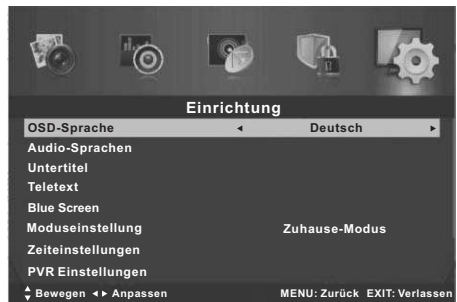 Einrichtung
OSD-Sprache ◄ Deutsch ►
Audio-Sprachen
Untertitel
Teletext
Blue Screen
Moduseinstellung Zuhause-Modus
Zeiteinstellungen
PVR Einstellungen
Bewegen ◄► Anpassen MENU: Zurück EXIT: Verlassen